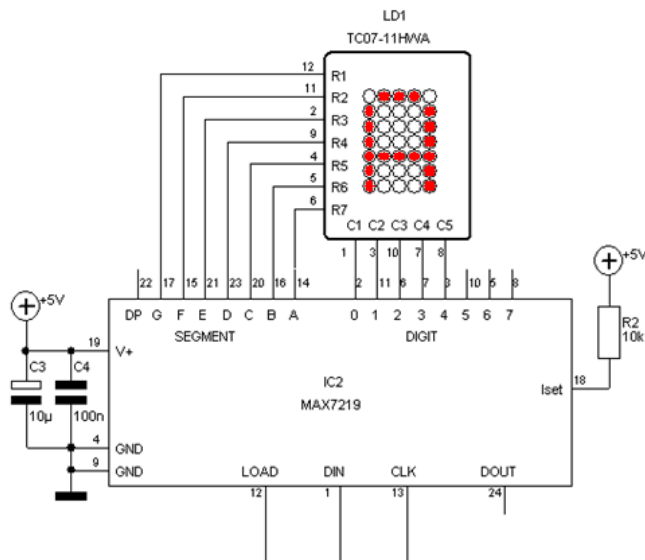 LD1
TC07-11HWA
12 R1
11 R2
2 R3
9 R4
4 R5
5 R6
6 R7
C1 C2 C3 C4 C5
1 3 10 7 8
22 17 15 21 23 20 16 14 2 11 6 7 3 10 5 8
DP G F E D C B A 0 1 2 3 4 5 6 7
SEGMENT DIGIT
+5V
+5V
R2
10k
19 V+
C3 C4
10µ 100n
IC2
MAX7219
18
Iset
4 GND
9 GND
LOAD DIN CLK DOUT
12 1 13 24